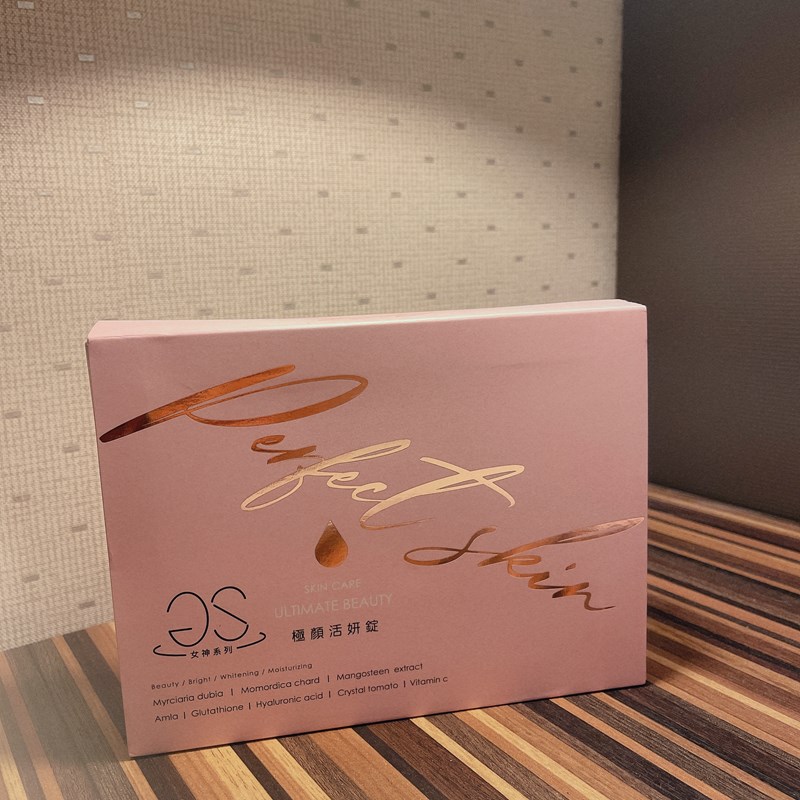 Perfect
skin
SKIN CARE
ULTIMATE BEAUTY
極顏活妍錠
GS
女神系列
Beauty / Bright / Whitening / Moisturizing
Myrciaria dubia | Momordica chard | Mangosteen extract
Amla | Glutathione | Hyaluronic acid | Crystal tomato | Vitamin c